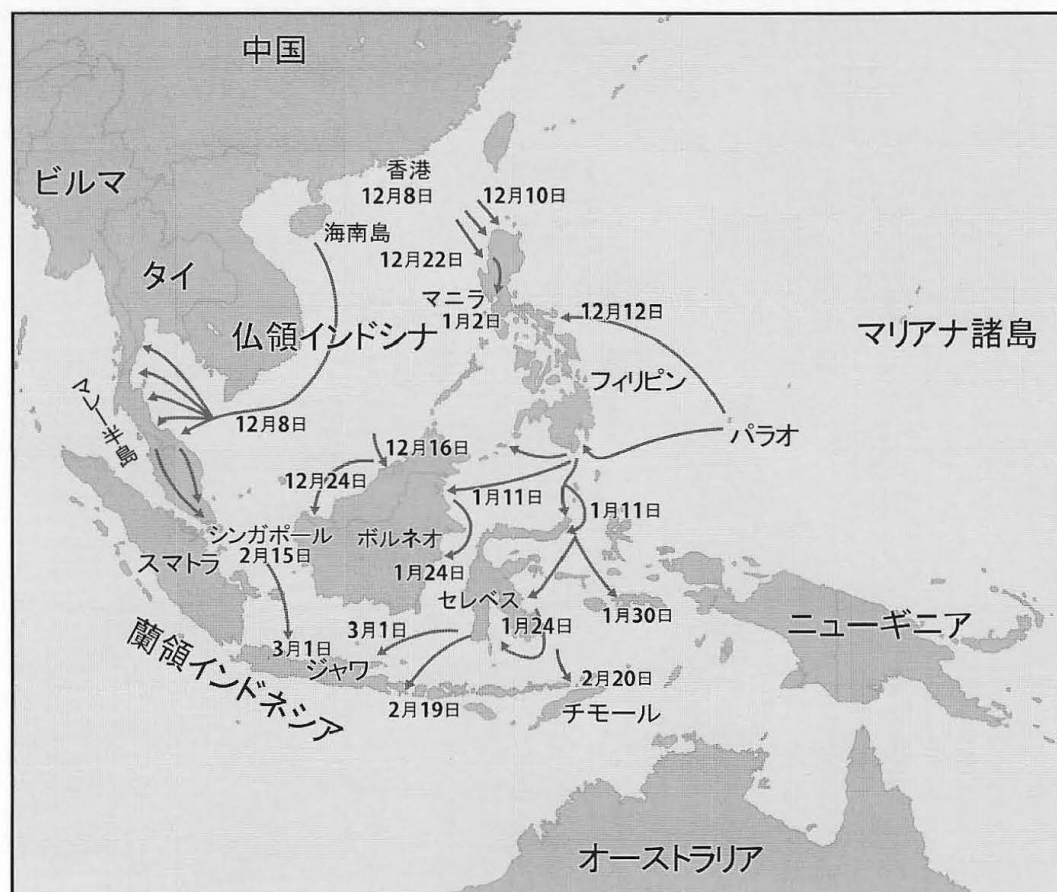 中国
香港
12月8日
12月10日
ビルマ
海南島
12月22日
タイ
マニラ
1月2日
12月12日
仏領インドシナ
マリアナ諸島
フィリピン
マレー半島
12月8日
パラオ
12月16日
12月24日
1月11日
1月11日
シンガポール
2月15日
ボルネオ
スマトラ
1月24日
セレベス
1月30日
ニューギニア
1月24日
3月1日
3月1日
ジャワ
蘭領インドネシア
2月20日
2月19日
チモール
オーストラリア